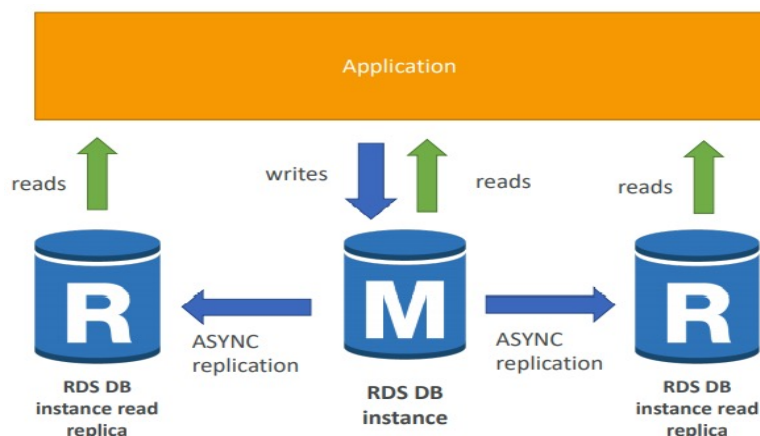 Application
reads
writes
reads
reads
R
M
R
ASYNC
replication
ASYNC
replication
RDS DB
instance read
replica
RDS DB
instance
RDS DB
instance read
replica